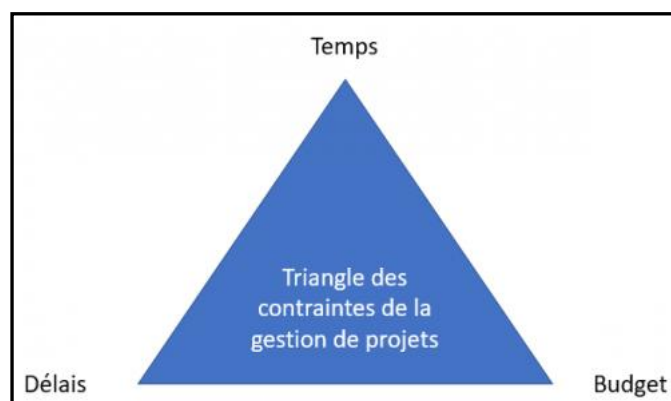 Temps
Triangle des
contraintes de la
gestion de projets
Délais
Budget